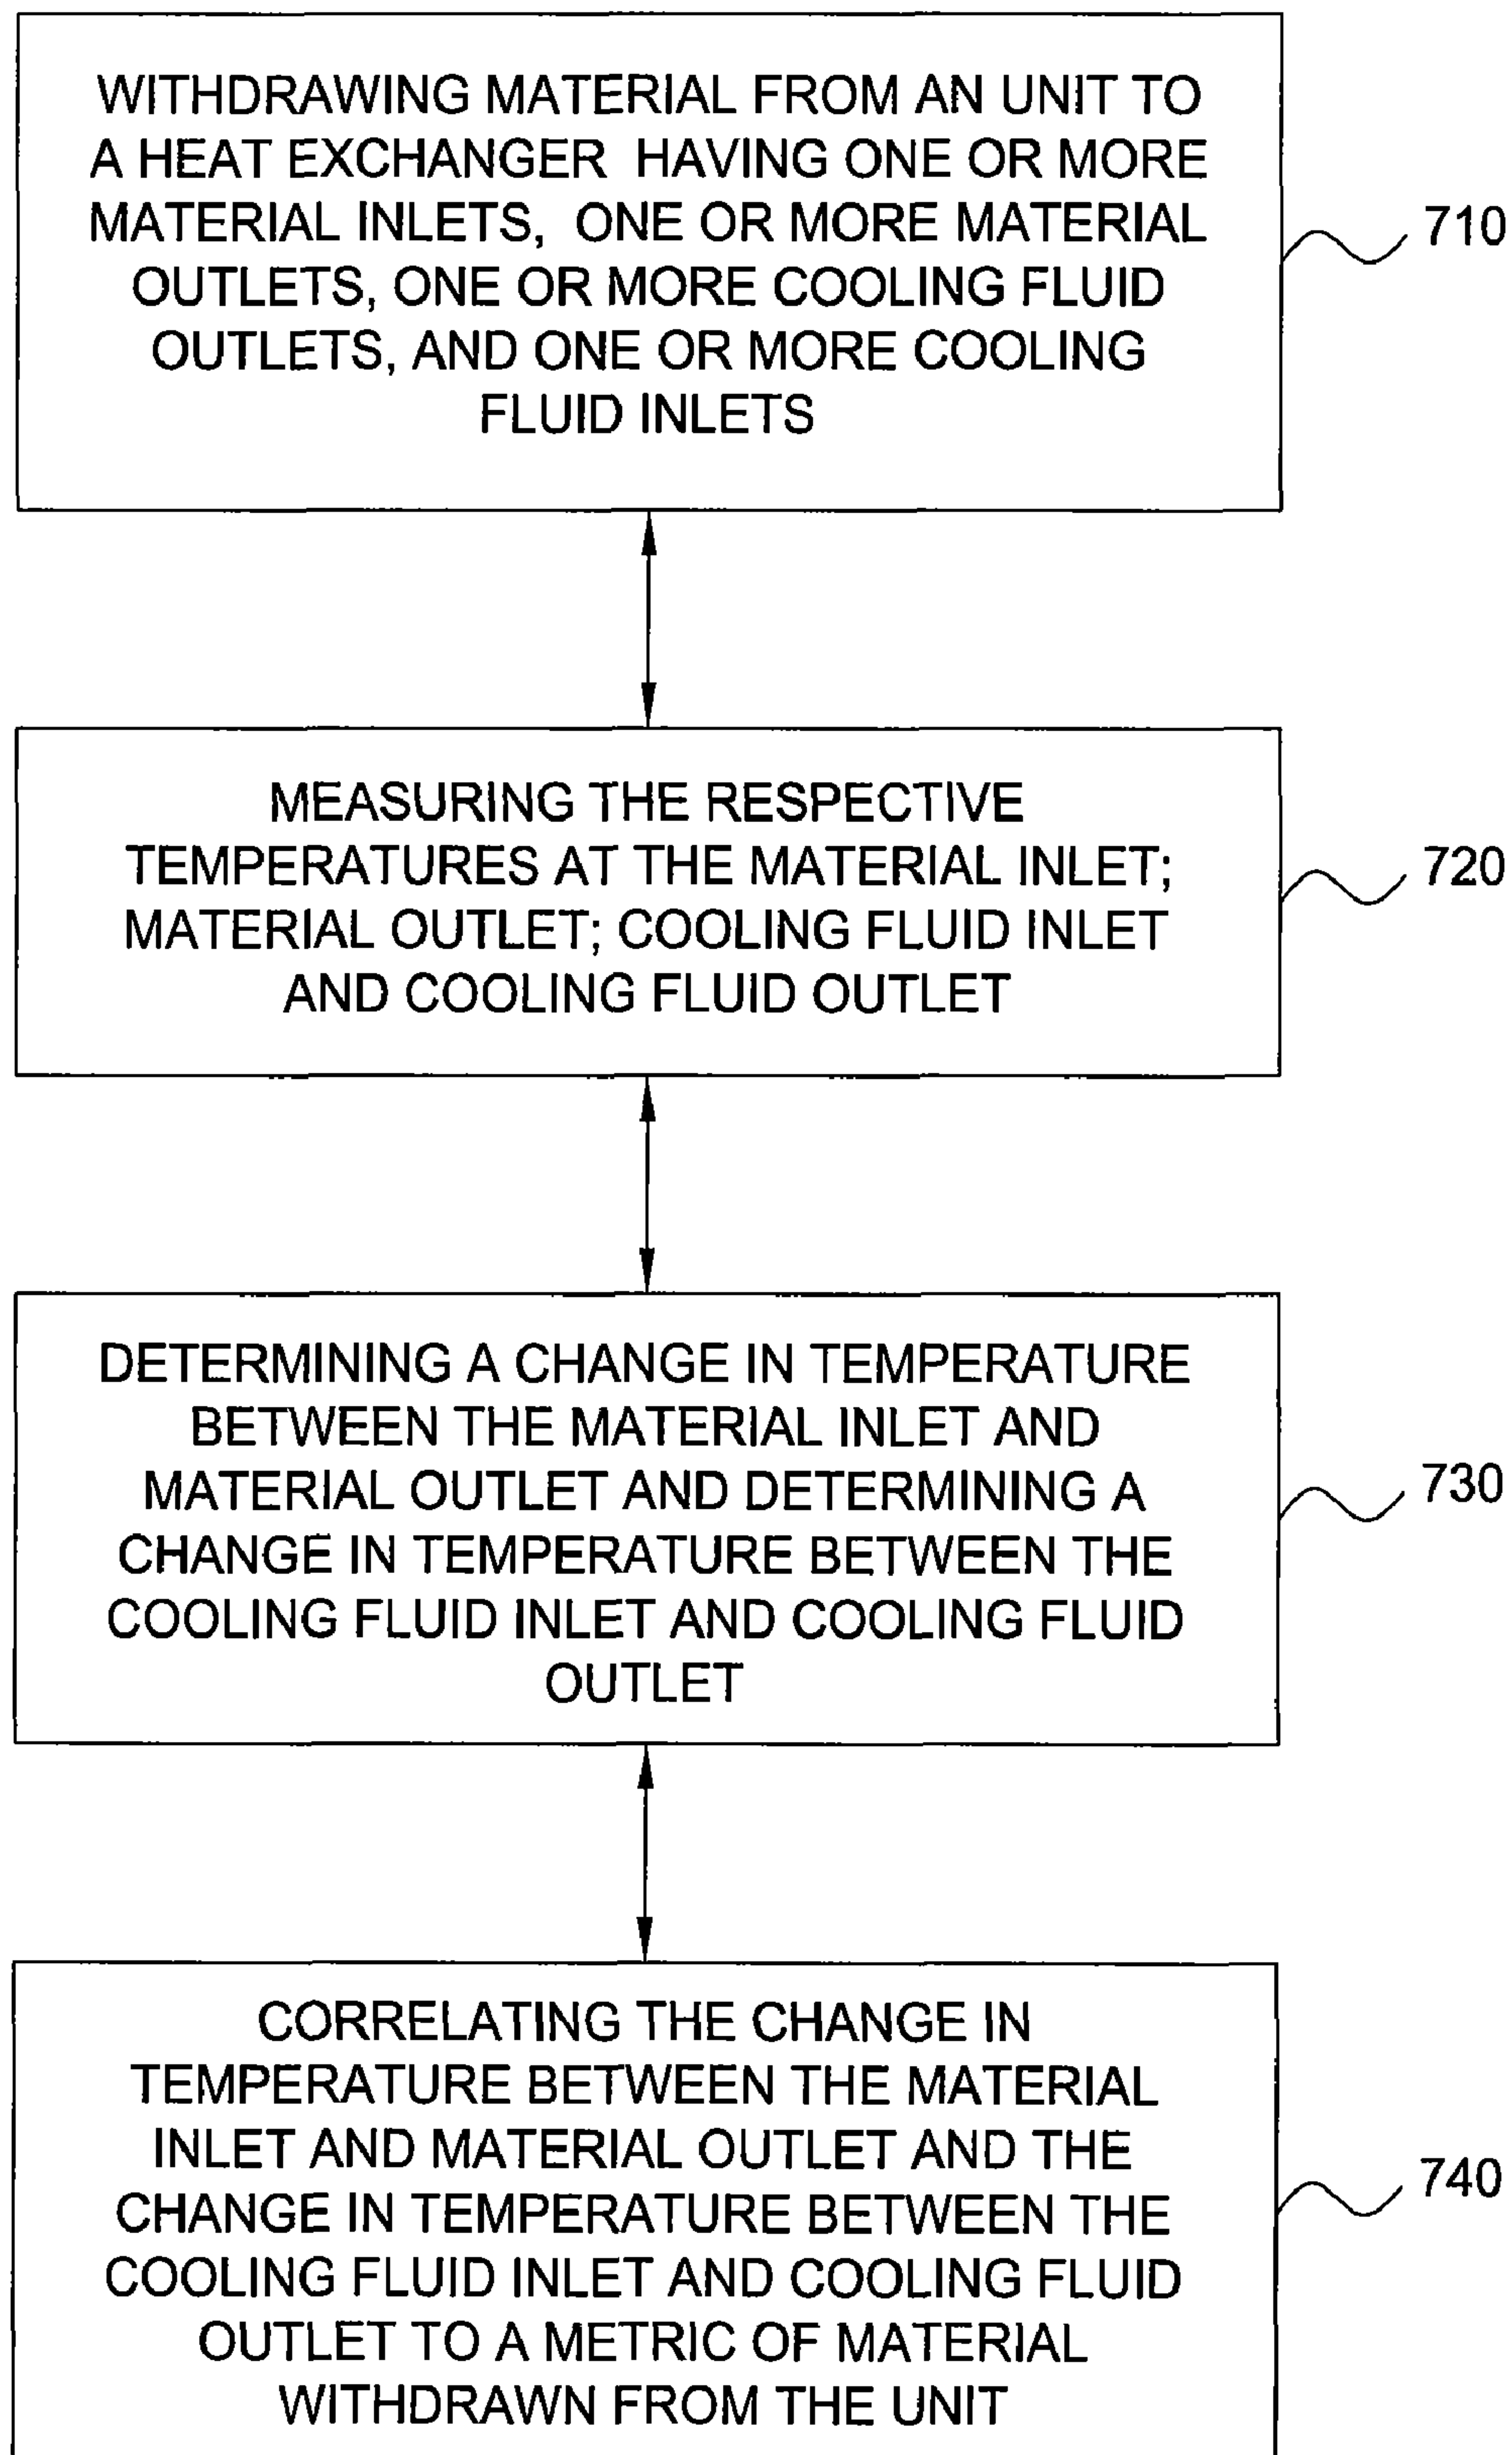 WITHDRAWING MATERIAL FROM AN UNIT TO
A HEAT EXCHANGER HAVING ONE OR MORE
MATERIAL INLETS, ONE OR MORE MATERIAL
OUTLETS, ONE OR MORE COOLING FLUID
OUTLETS, AND ONE OR MORE COOLING
FLUID INLETS
710
MEASURING THE RESPECTIVE
TEMPERATURES AT THE MATERIAL INLET;
MATERIAL OUTLET; COOLING FLUID INLET
AND COOLING FLUID OUTLET
720
DETERMINING A CHANGE IN TEMPERATURE
BETWEEN THE MATERIAL INLET AND
MATERIAL OUTLET AND DETERMINING A
CHANGE IN TEMPERATURE BETWEEN THE
COOLING FLUID INLET AND COOLING FLUID
OUTLET
730
CORRELATING THE CHANGE IN
TEMPERATURE BETWEEN THE MATERIAL
INLET AND MATERIAL OUTLET AND THE
CHANGE IN TEMPERATURE BETWEEN THE
COOLING FLUID INLET AND COOLING FLUID
OUTLET TO A METRIC OF MATERIAL
WITHDRAWN FROM THE UNIT
740